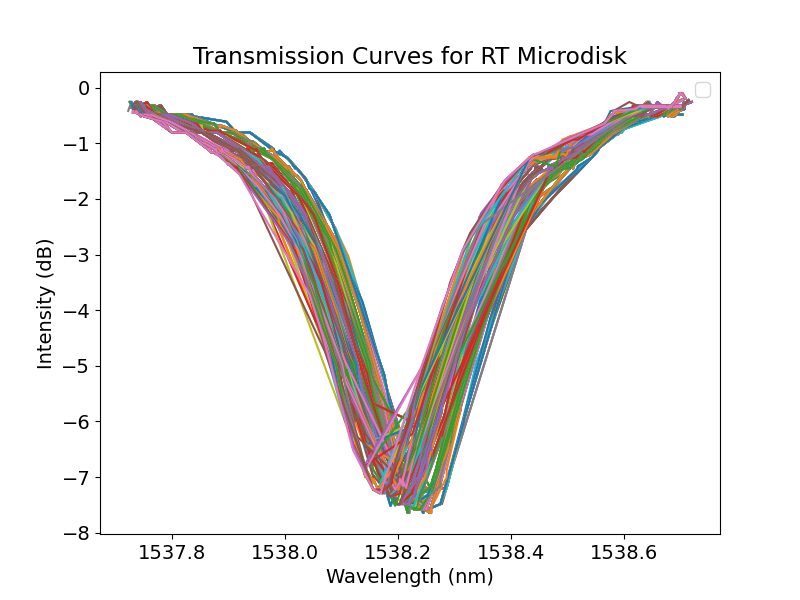 Transmission Curves for RT Microdisk
Intensity (dB)
0
−1
−2
−3
−4
−5
−6
−7
−8
1537.8 1538.0 1538.2 1538.4 1538.6
Wavelength (nm)